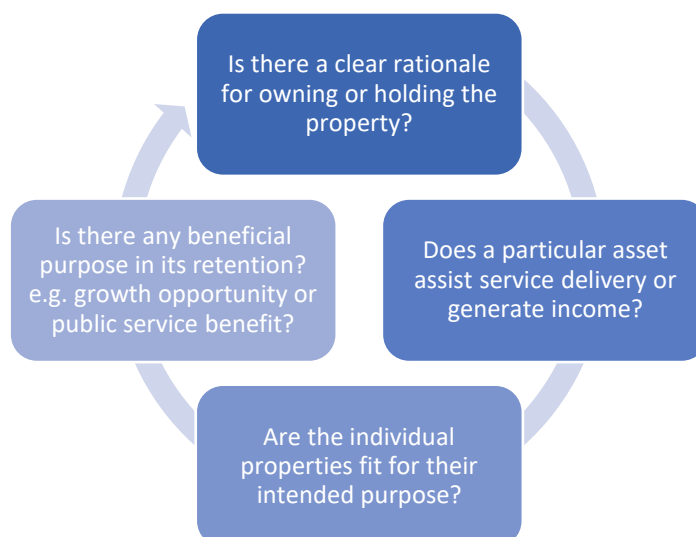 Is there a clear rationale
for owning or holding the
property?
Does a particular asset
assist service delivery or
generate income?
Are the individual
properties fit for their
intended purpose?
Is there any beneficial
purpose in its retention?
e.g. growth opportunity or
public service benefit?